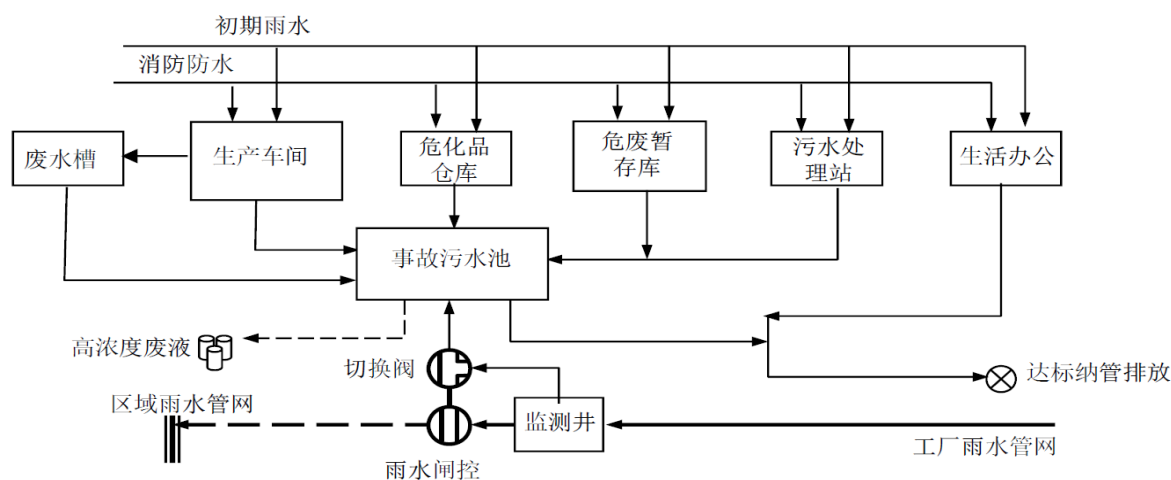 初期雨水
消防防水
废水槽
生产车间
危化品
仓库
危废暂
存库
污水处
理站
生活办公
事故污水池
高浓度废液
切换阀
达标纳管排放
区域雨水管网
监测井
工厂雨水管网
雨水闸控